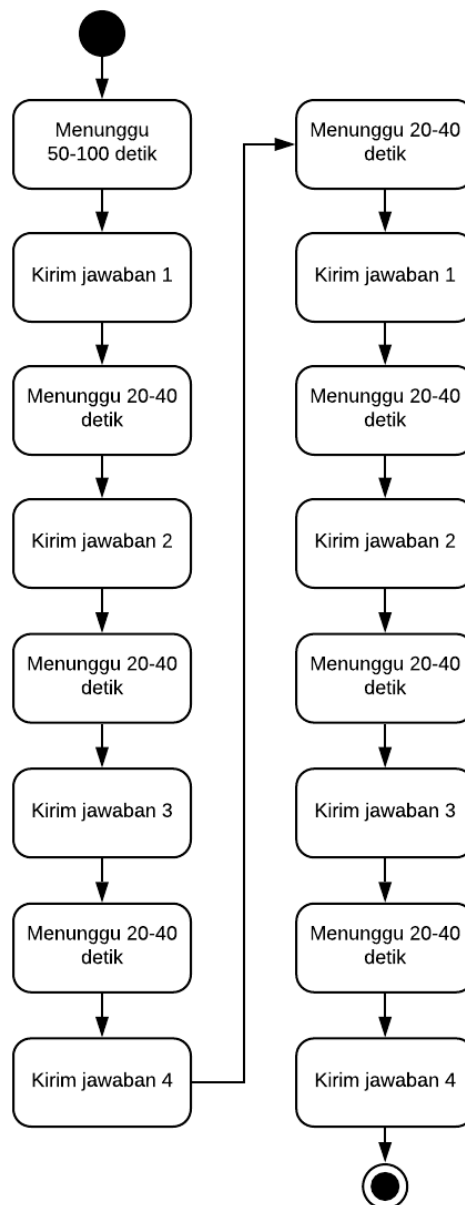 Menunggu
50-100 detik
Kirim jawaban 1
Menunggu 20-40
detik
Kirim jawaban 2
Menunggu 20-40
detik
Kirim jawaban 3
Menunggu 20-40
detik
Kirim jawaban 4
Menunggu 20-40
detik
Kirim jawaban 1
Menunggu 20-40
detik
Kirim jawaban 2
Menunggu 20-40
detik
Kirim jawaban 3
Menunggu 20-40
detik
Kirim jawaban 4